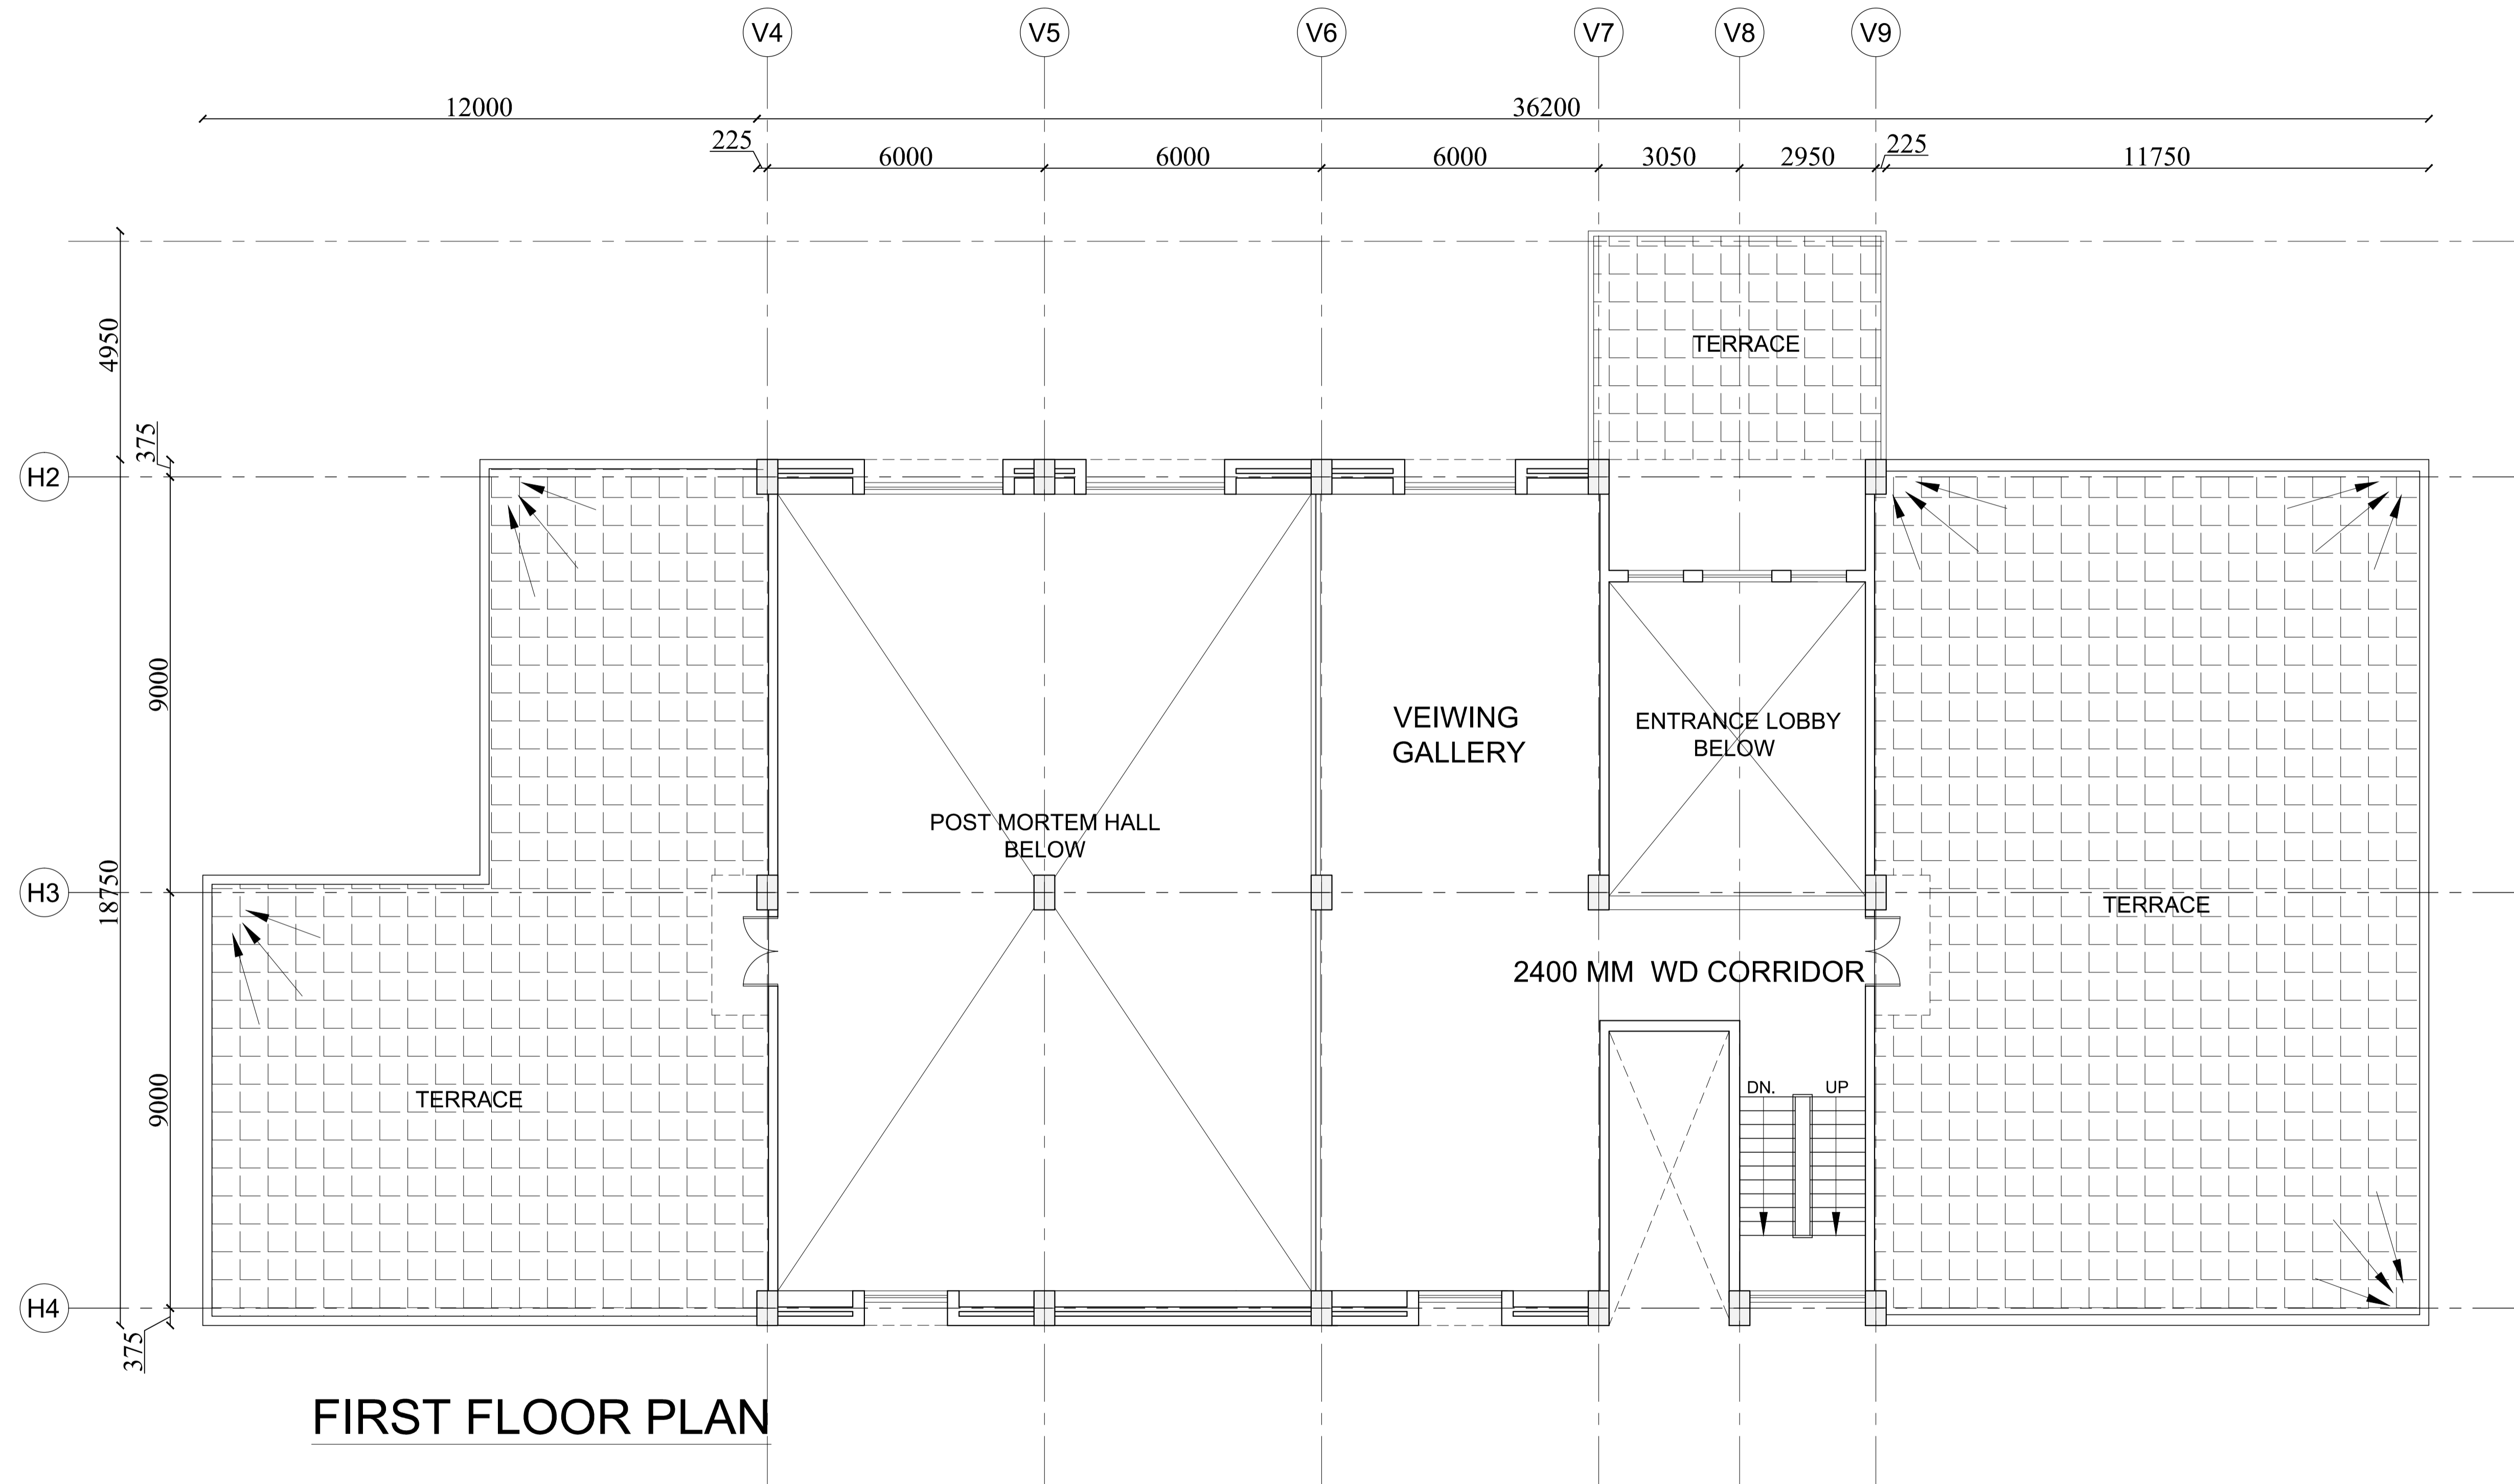 V4
V5
V6
V7
V8
V9
12000
36200
225
6000
6000
6000
3050
2950
225
11750
4950
TERRACE
375
H2
9000
VEIWING
GALLERY
ENTRANCE LOBBY
BELOW
POST MORTEM HALL
BELOW
H3
18750
TERRACE
2400 MM WD CORRIDOR
9000
TERRACE
DN.
UP
H4
375
FIRST FLOOR PLAN